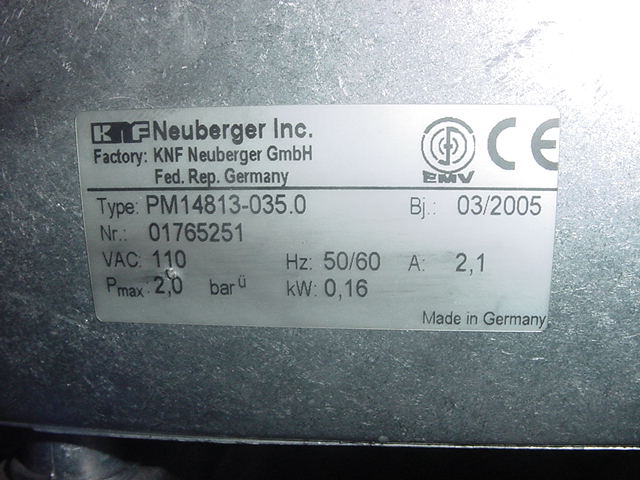 KNF Neuberger Inc.
Factory: KNF Neuberger GmbH
Fed. Rep. Germany
EMV
CE
Type: PM14813-035.0 Bj.: 03/2005
Nr.: 01765251
VAC: 110 Hz: 50/60 A: 2,1
Pmax: 2,0 barü kW: 0,16
Made in Germany